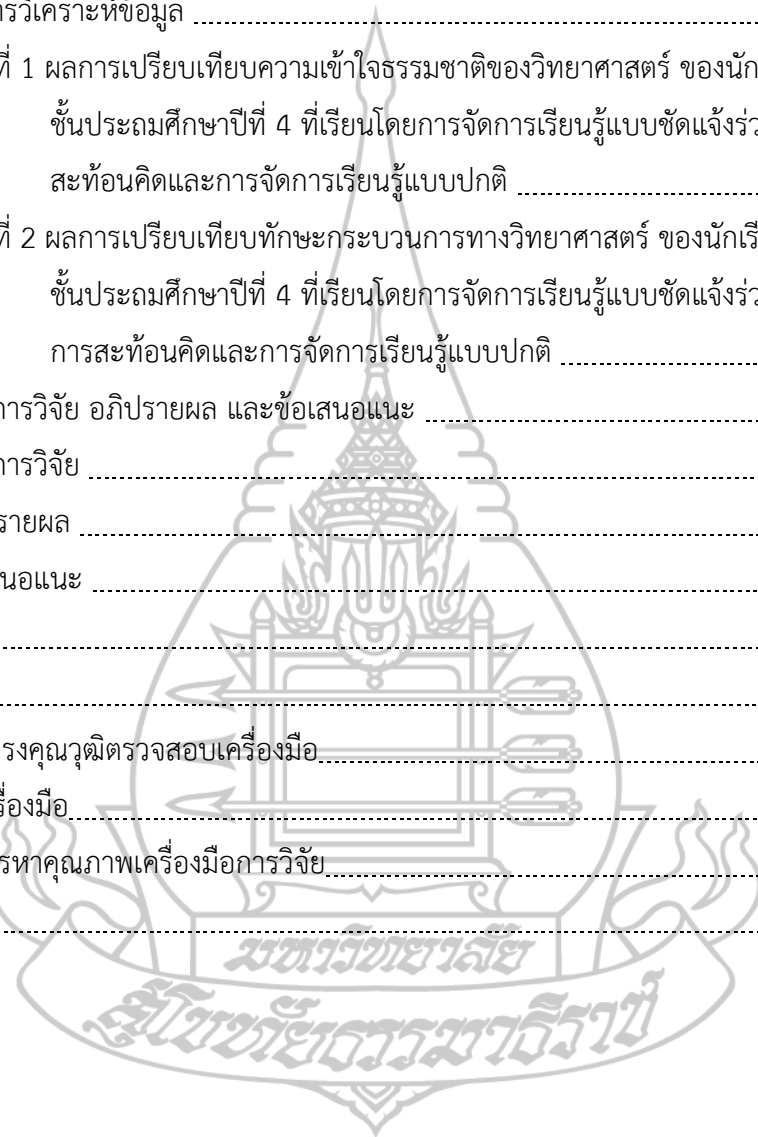 ารวิเคราะห์ข้อมูล
ที่ 1 ผลการเปรียบเทียบความเข้าใจธรรมชาติของวิทยาศาสตร์ ของนัก
ชั้นประถมศึกษาปีที่ 4 ที่เรียนโดยการจัดการเรียนรู้แบบชัดแจ้งร่ว
สะท้อนคิดและการจัดการเรียนรู้แบบปกติ
ที่ 2 ผลการเปรียบเทียบทักษะกระบวนการทางวิทยาศาสตร์ ของนักเรี
ชั้นประถมศึกษาปีที่ 4 ที่เรียนโดยการจัดการเรียนรู้แบบชัดแจ้งร่ว
การสะท้อนคิดและการจัดการเรียนรู้แบบปกติ
การวิจัย อภิปรายผล และข้อเสนอแนะ
การวิจัย
รายผล
นอแนะ
รงคุณวุฒิตรวจสอบเครื่องมือ
รื่องมือ
รหาคุณภาพเครื่องมือการวิจัย
มหาวิทยาลัย
สุโขทัยธรรมาธิราช